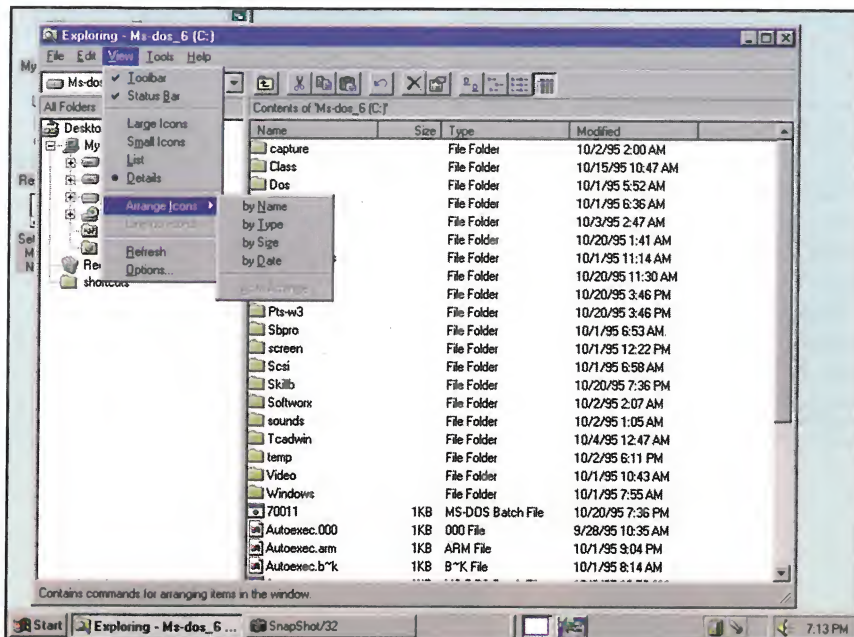 Exploring - Ms-dos_6 (C:)
File Edit View Tools Help
My
Ms-dos
Toolbar
Status Bar
Large Icons
Small Icons
List
Details
Arrange Icons
Line up Icons
Refresh
Options...
by Name
by Type
by Size
by Date
All Folders
Contents of 'Ms-dos_6 (C:)'
Deskto
My
Re
shortcuts
Re
Set
M
N
Name Size Type Modified
capture File Folder 10/2/95 2:00 AM
Class File Folder 10/15/95 10:47 AM
Dos File Folder 10/1/95 5:52 AM
File Folder 10/1/95 6:36 AM
File Folder 10/3/95 2:47 AM
File Folder 10/20/95 1:41 AM
s File Folder 10/1/95 11:14 AM
File Folder 10/20/95 11:30 AM
File Folder 10/20/95 3:46 PM
Pts-w3 File Folder 10/20/95 3:46 PM
Sbpro File Folder 10/1/95 6:53 AM
screen File Folder 10/1/95 12:22 PM
Scsi File Folder 10/1/95 6:58 AM
Skillb File Folder 10/20/95 7:36 PM
Softworx File Folder 10/2/95 2:07 AM
sounds File Folder 10/2/95 1:05 AM
Tcadwin File Folder 10/4/95 12:47 AM
temp File Folder 10/2/95 6:11 PM
Video File Folder 10/1/95 10:43 AM
Windows File Folder 10/1/95 7:55 AM
70011 1KB MS-DOS Batch File 10/20/95 7:36 PM
Autoexec.000 1KB 000 File 9/28/95 10:35 AM
Autoexec.arm 1KB ARM File 10/1/95 9:04 PM
Autoexec.b~K 1KB B~K File 10/1/95 8:14 AM
Contains commands for arranging items in the window.
Start Exploring - Ms-dos_6 ... SnapShot/32 7:13 PM